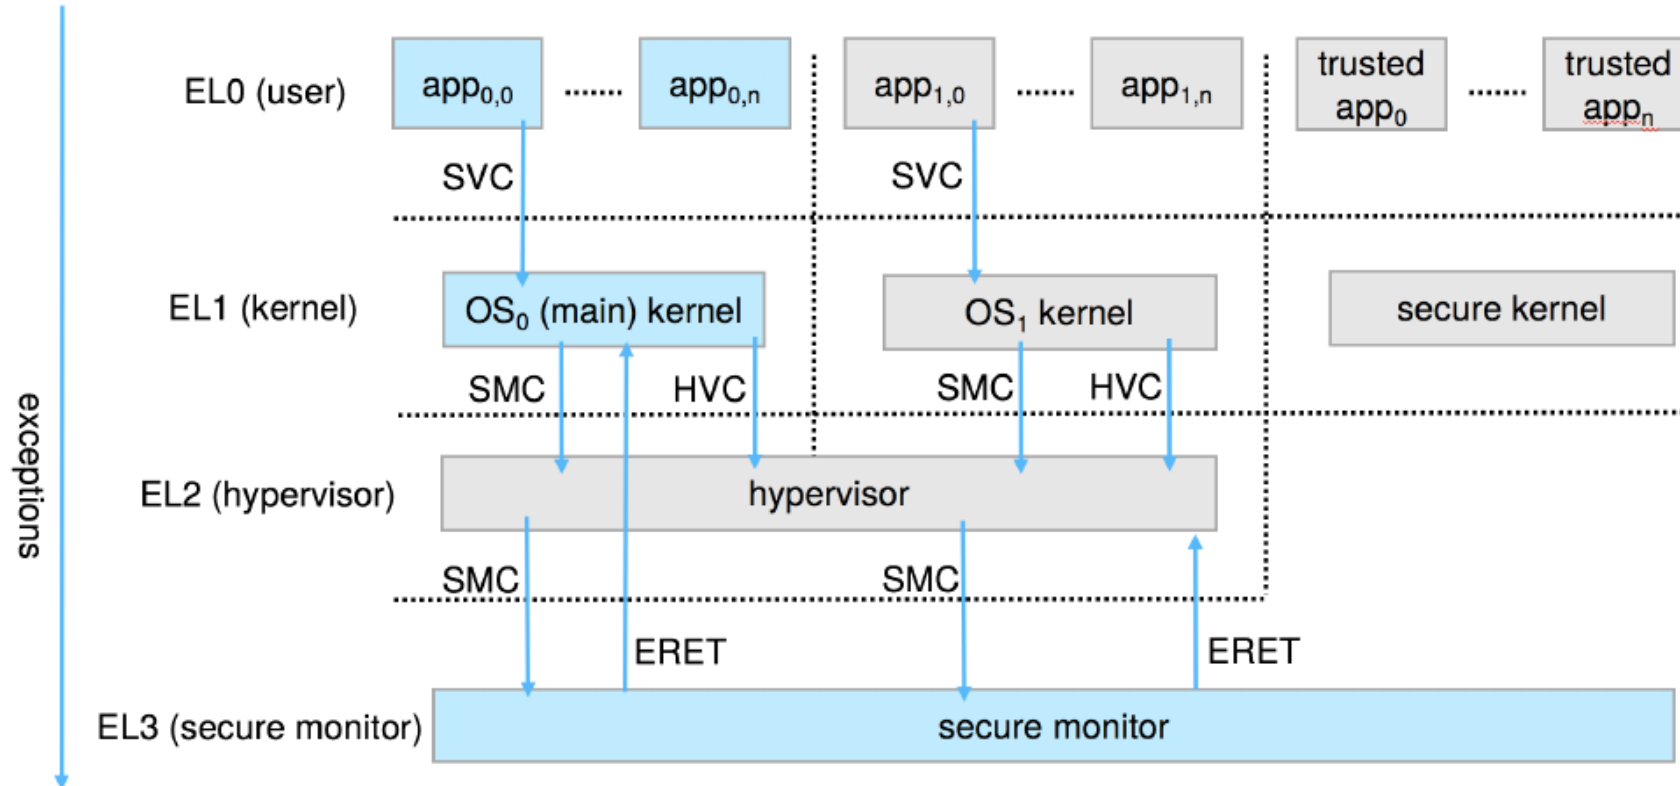 EL0 (user)
app0,0
........
app0,n
app1,0
........
app1,n
trusted
app0
........
trusted
appn
SVC
SVC
EL1 (kernel)
OS0 (main) kernel
OS1 kernel
secure kernel
SMC
HVC
SMC
HVC
exceptions
EL2 (hypervisor)
hypervisor
SMC
SMC
ERET
ERET
EL3 (secure monitor)
secure monitor